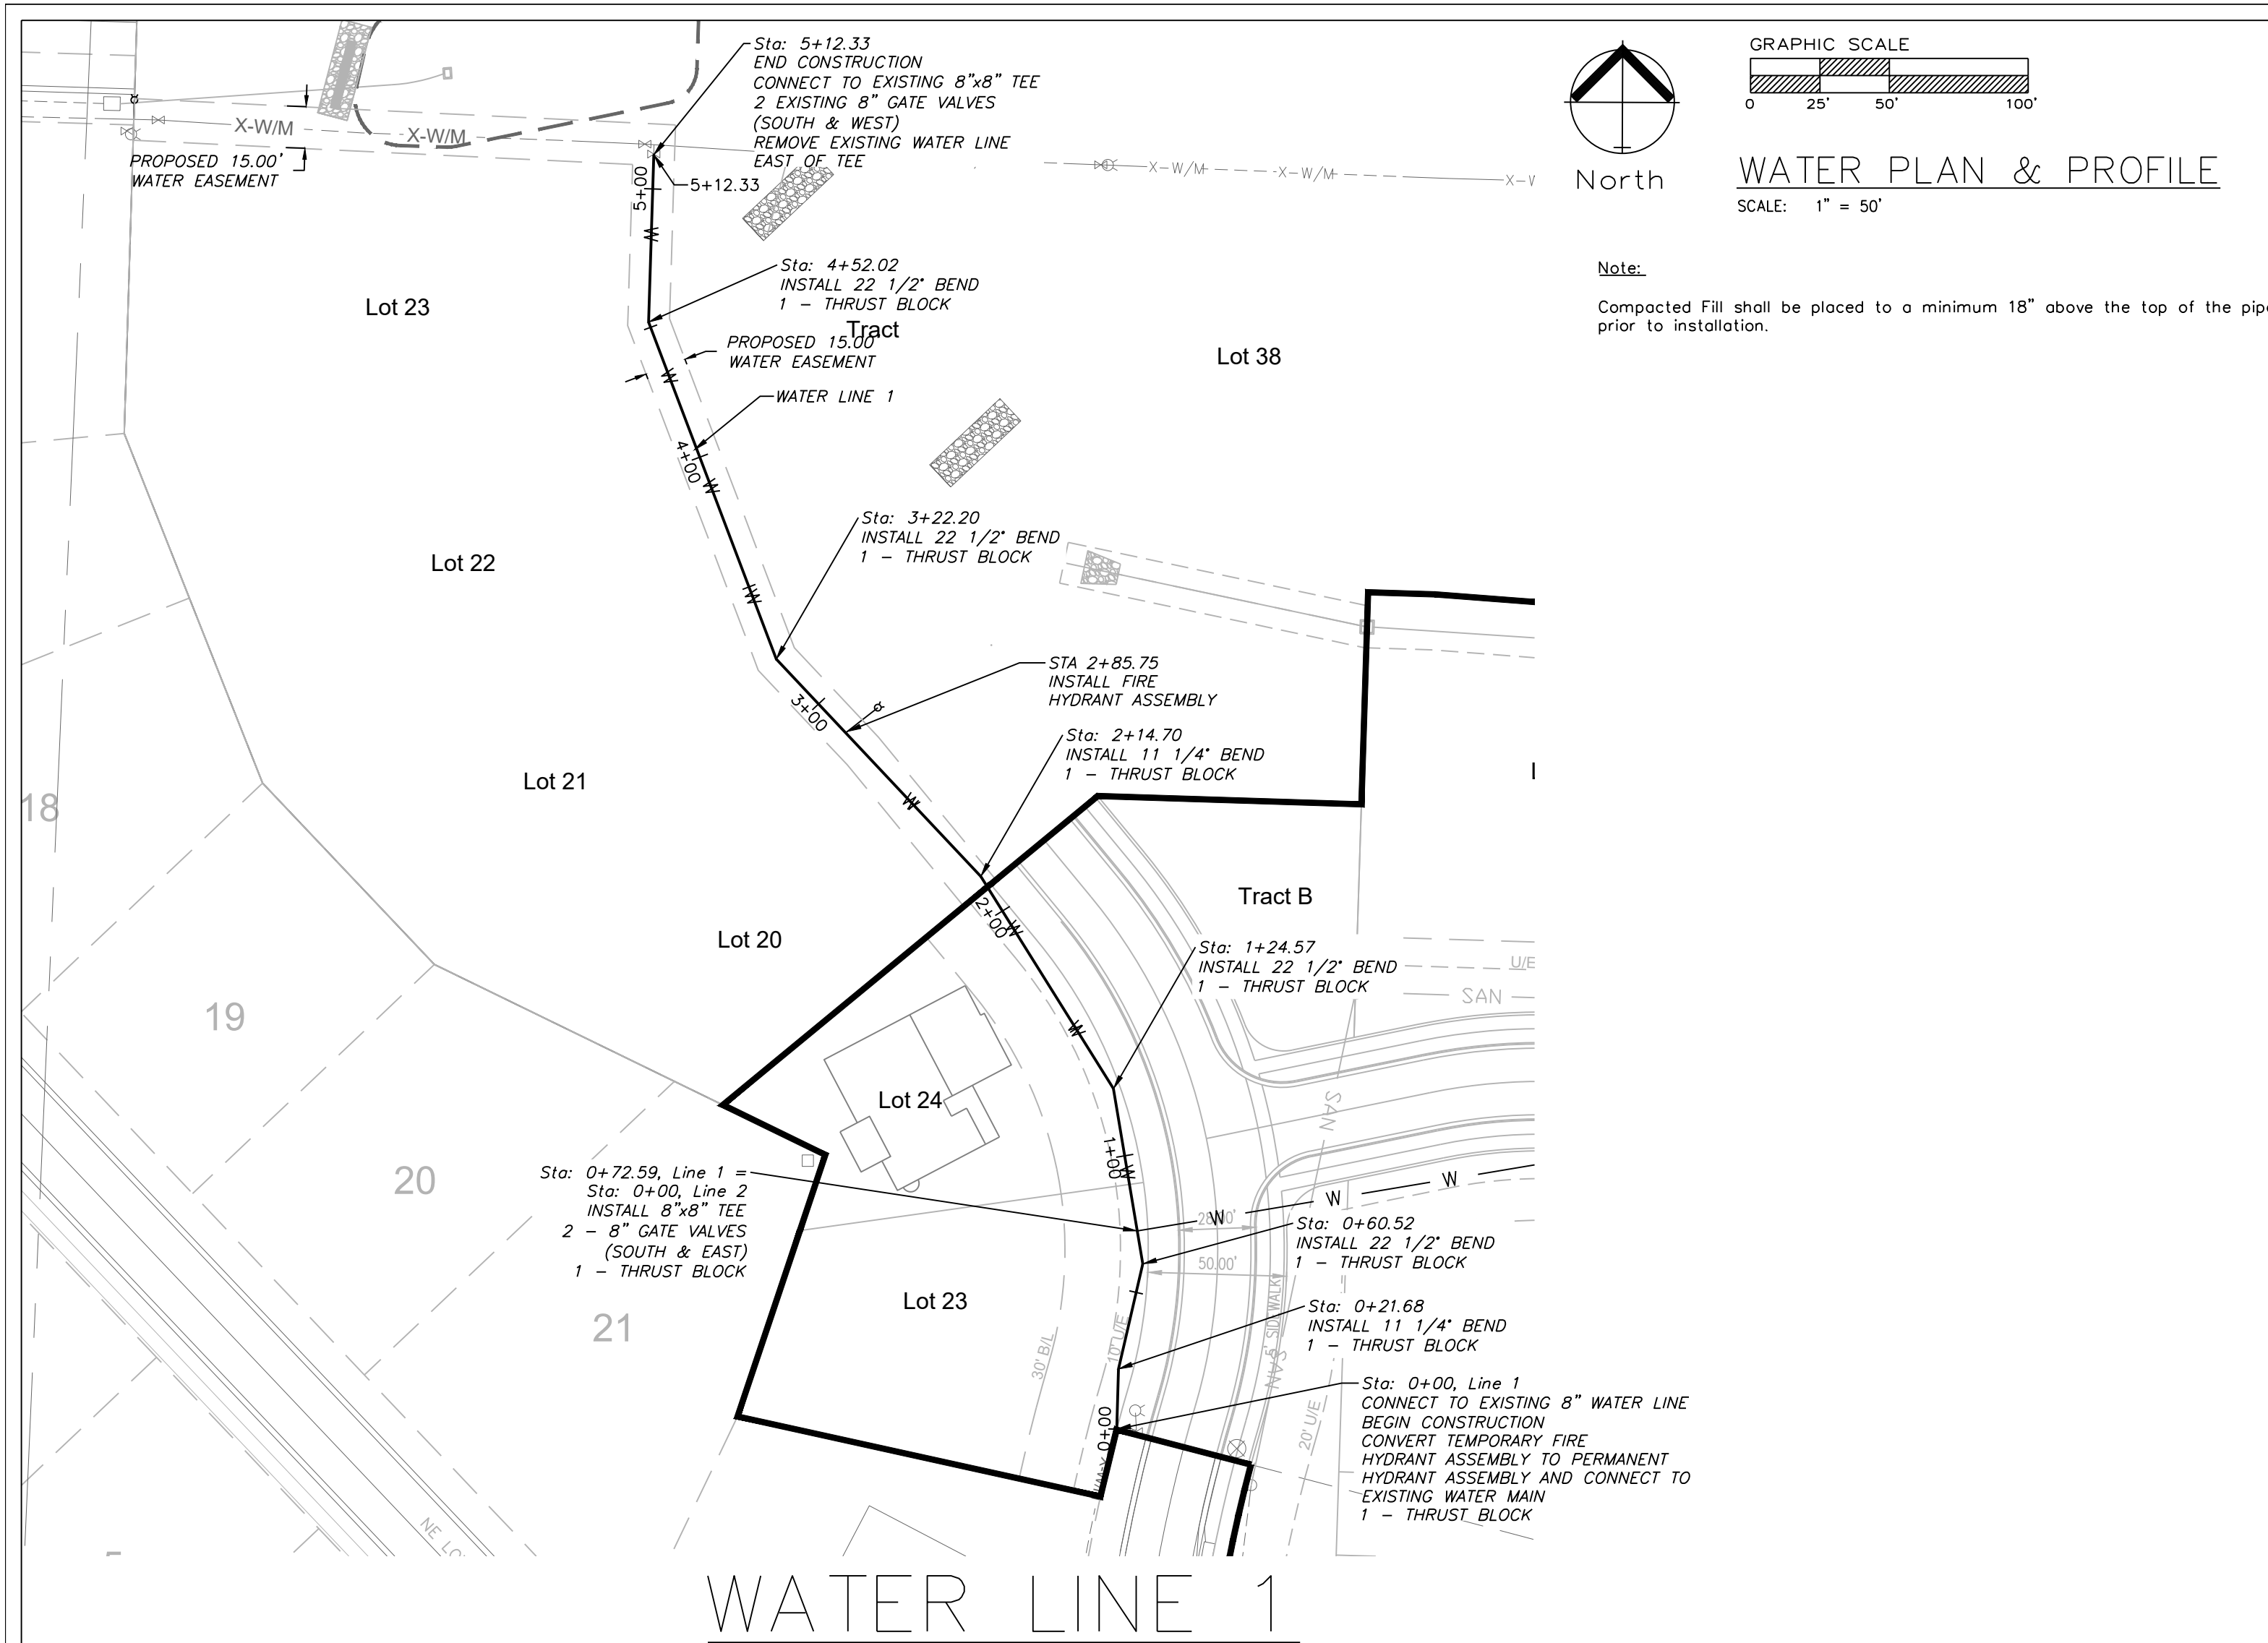 Sta: 5+12.33
END CONSTRUCTION
CONNECT TO EXISTING 8"x8" TEE
2 EXISTING 8" GATE VALVES
(SOUTH & WEST)
REMOVE EXISTING WATER LINE
EAST OF TEE
GRAPHIC SCALE
0 25' 50' 100'
North
WATER PLAN & PROFILE
SCALE: 1" = 50'
X-W/M
X-W/M
X-W/M
X-W/M
PROPOSED 15.00'
WATER EASEMENT
5+00
5+12.33
W
Note:
Compacted Fill shall be placed to a minimum 18" above the top of the
prior to installation.
Sta: 4+52.02
INSTALL 22 1/2° BEND
1 - THRUST BLOCK
Lot 23
Tract
PROPOSED 15.00'
WATER EASEMENT
Lot 38
W
WATER LINE 1
4+00
W
Sta: 3+22.20
INSTALL 22 1/2° BEND
1 - THRUST BLOCK
Lot 22
W
STA 2+85.75
INSTALL FIRE
HYDRANT ASSEMBLY
3+00
Sta: 2+14.70
INSTALL 11 1/4° BEND
1 - THRUST BLOCK
Lot 21
18
W
Tract B
2+00
W
Lot 20
Sta: 1+24.57
INSTALL 22 1/2° BEND
1 - THRUST BLOCK
U/E
SAN
19
W
Lot 24
SAN
1+00
W
20
Sta: 0+72.59, Line 1 =
Sta: 0+00, Line 2
INSTALL 8"x8" TEE
2 - 8" GATE VALVES
(SOUTH & EAST)
1 - THRUST BLOCK
W
W
W
28.00'
Sta: 0+60.52
INSTALL 22 1/2° BEND
1 - THRUST BLOCK
50.00'
Lot 23
21
Sta: 0+21.68
INSTALL 11 1/4° BEND
1 - THRUST BLOCK
5' SIDEWALK
SAN
30' B/L
10' U/E
20' U/E
Sta: 0+00, Line 1
CONNECT TO EXISTING 8" WATER LINE
BEGIN CONSTRUCTION
CONVERT TEMPORARY FIRE
HYDRANT ASSEMBLY TO PERMANENT
HYDRANT ASSEMBLY AND CONNECT TO
EXISTING WATER MAIN
1 - THRUST BLOCK
0+00
NE
WATER LINE 1